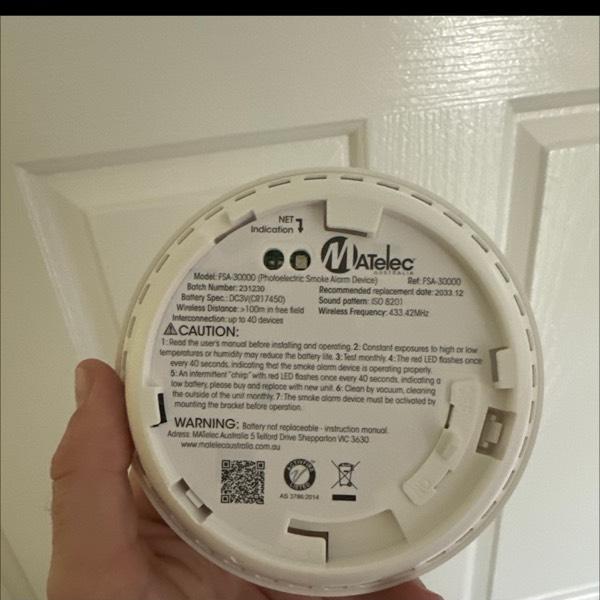 NET
Indication
MATelec
AUSTRALIA
Model: FSA-30000 (Photoelectric Smoke Alarm Device) Ref: FSA-30000
Batch Number: 231230 Recommended replacement date: 2033.12
Battery Spec.: DC3V(CR17450) Sound pattern: ISO 8201
Wireless Distance: >100m in free field Wireless Frequency: 433.42MHz
Interconnection: up to 40 devices
CAUTION:
1: Read the user's manual before installing and operating. 2: Constant exposures to high or low
temperatures or humidity may reduce the battery life. 3: Test monthly. 4: The red LED flashes once
every 40 seconds, indicating that the smoke alarm device is operating properly.
5: An intermittent "chirp" with red LED flashes once every 40 seconds, indicating a
low battery, please buy and replace with new unit. 6: Clean by vacuum, cleaning
the outside of the unit monthly. 7: The smoke alarm device must be activated by
mounting the bracket before operation.
WARNING: Battery not replaceable - instruction manual.
Adress: MATelec Australia 5 Telford Drive Shepparton VIC 3630.
www.matelecaustralia.com.au
AS 3786:2014